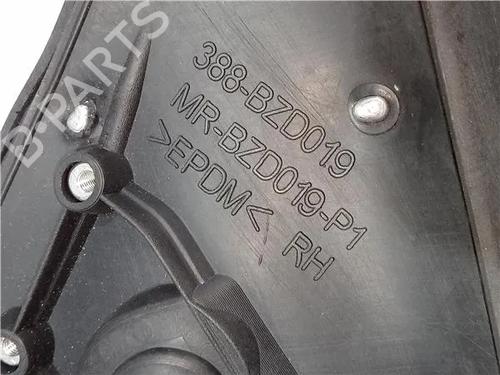 B-PARTS
388-BZD019
MR-BZD019-P1
>EPDM<
RH